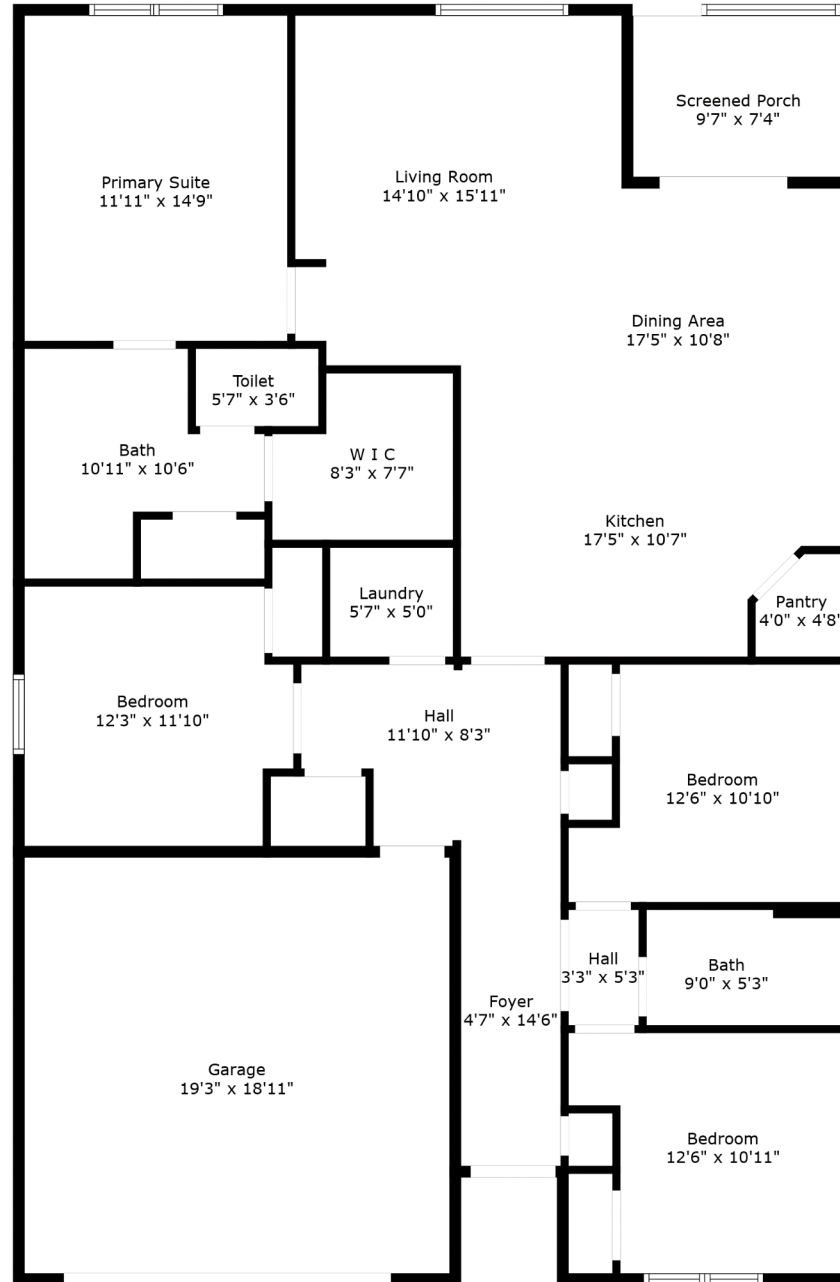 Screened Porch
9'7" x 7'4"
Primary Suite
11'11" x 14'9"
Living Room
14'10" x 15'11"
Dining Area
17'5" x 10'8"
Toilet
5'7" x 3'6"
Bath
10'11" x 10'6"
W I C
8'3" x 7'7"
Kitchen
17'5" x 10'7"
Laundry
5'7" x 5'0"
Pantry
4'0" x 4'8"
Bedroom
12'3" x 11'10"
Hall
11'10" x 8'3"
Bedroom
12'6" x 10'10"
Hall
3'3" x 5'3"
Bath
9'0" x 5'3"
Foyer
4'7" x 14'6"
Garage
19'3" x 18'11"
Bedroom
12'6" x 10'11"